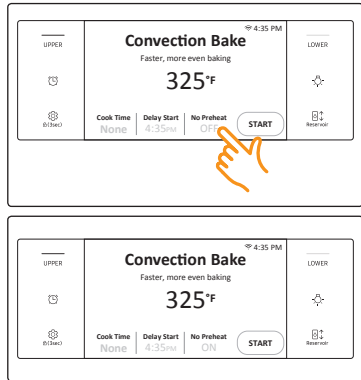 4:35 PM
UPPER
Convection Bake
LOWER
Faster, more even baking
325°F
Cook Time Delay Start No Preheat
None 4:35PM OFF
START
(3sec)
Reservoir
4:35 PM
UPPER
Convection Bake
LOWER
Faster, more even baking
325°F
Cook Time Delay Start No Preheat
None 4:35PM ON
START
(3sec)
Reservoir